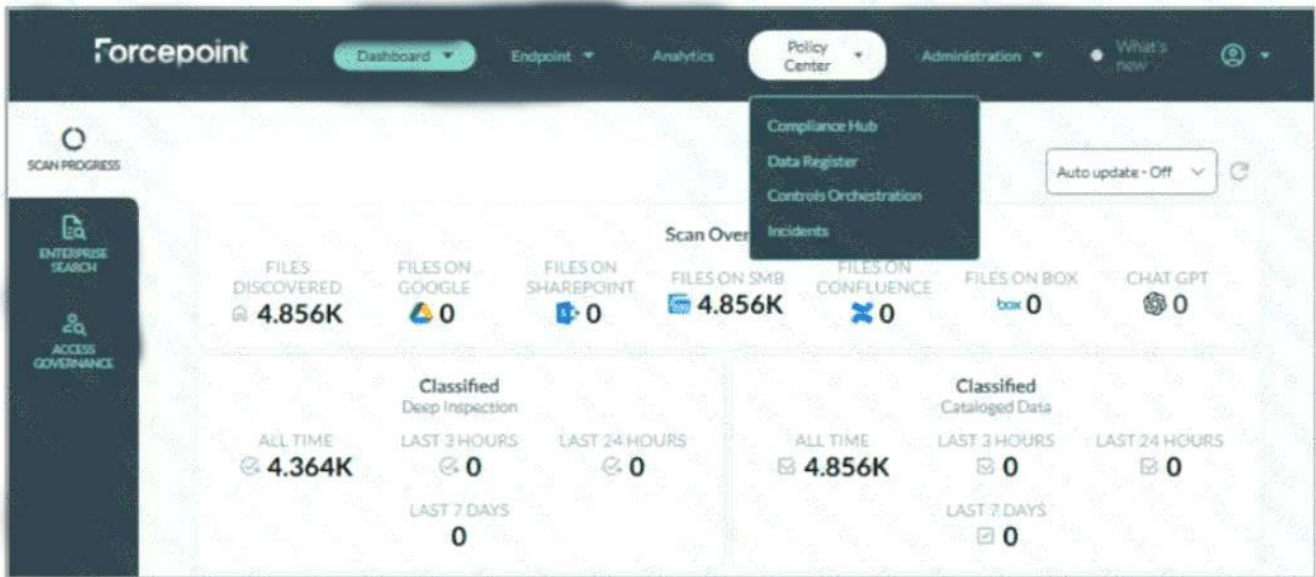 Forcepoint
Dashboard
Endpoint
Analytics
Policy
Center
Administration
What's
new
Compliance Hub
Data Register
Controls Orchestration
Incidents
SCAN PROGRESS
ENTERPRISE
SEARCH
ACCESS
GOVERNANCE
Auto update - Off
Scan Over
FILES
DISCOVERED
4.856K
FILES ON
GOOGLE
0
FILES ON
SHAREPOINT
0
FILES ON SMB
4.856K
FILES ON
CONFLUENCE
0
FILES ON BOX
box 0
CHAT GPT
0
Classified
Deep Inspection
ALL TIME
4.364K
LAST 3 HOURS
0
LAST 24 HOURS
0
LAST 7 DAYS
0
Classified
Cataloged Data
ALL TIME
4.856K
LAST 3 HOURS
0
LAST 24 HOURS
0
LAST 7 DAYS
0